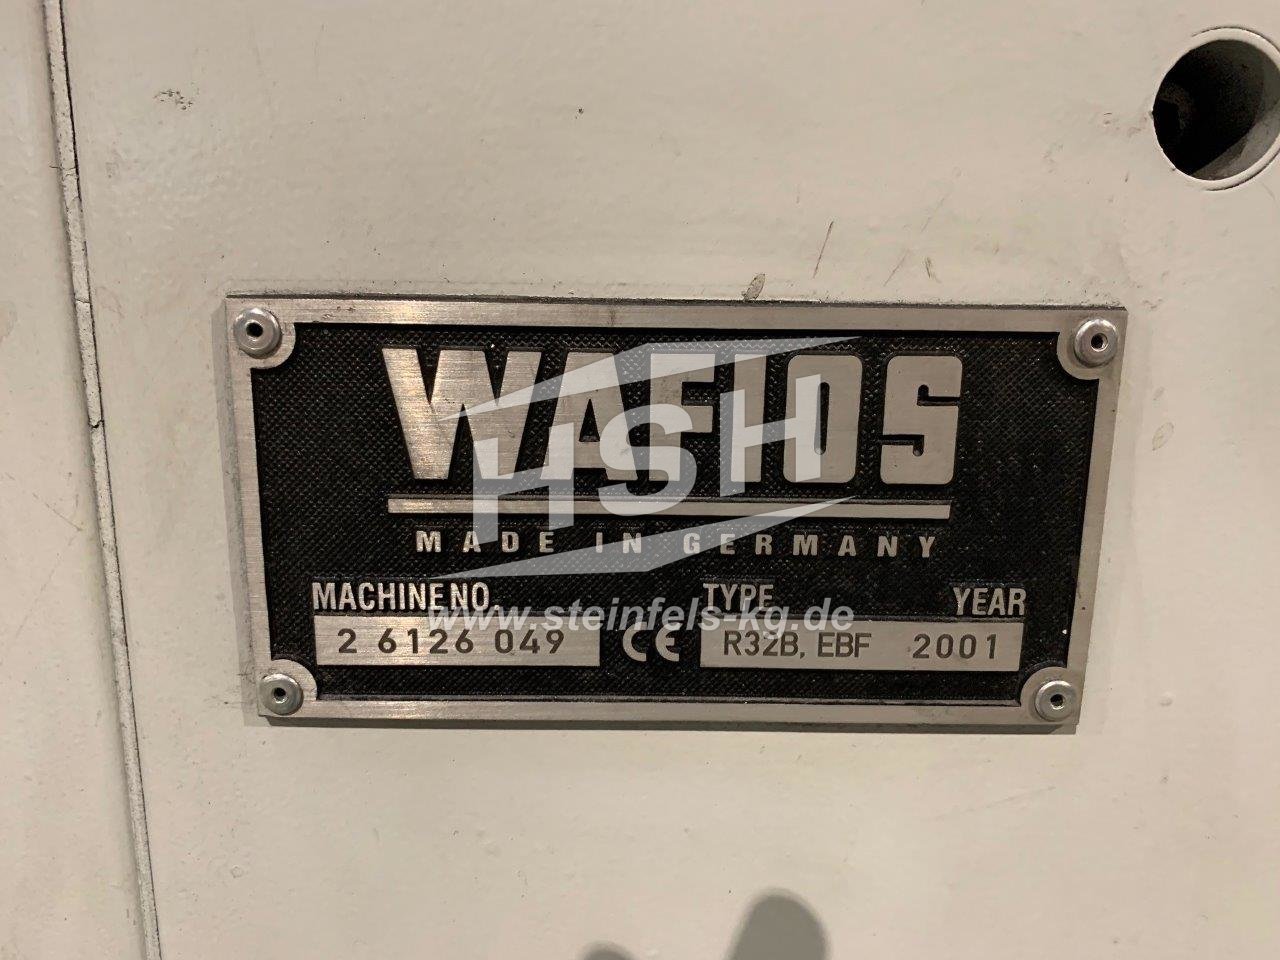 WAFIOS
HSH
MADE IN GERMANY
MACHINE NO. TYPE YEAR
www.steinfels-kg.de
2 6126 049 CE R32B, EBF 2001